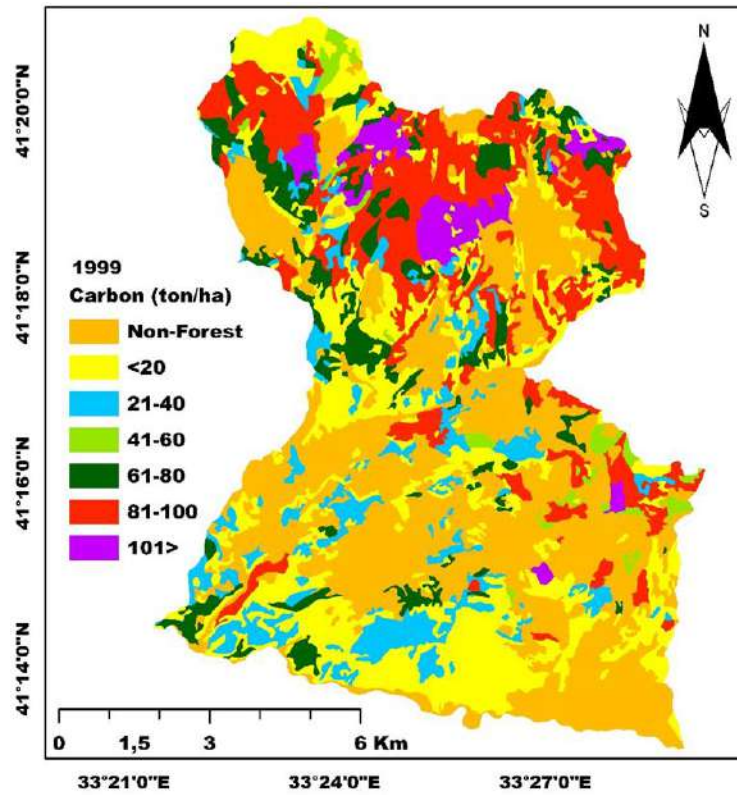 N
S
41°20'0"N
41°18'0"N
41°16'0"N
41°14'0"N
1999
Carbon (ton/ha)
Non-Forest
<20
21-40
41-60
61-80
81-100
101>
0 1,5 3 6 Km
33°21'0"E 33°24'0"E 33°27'0"E